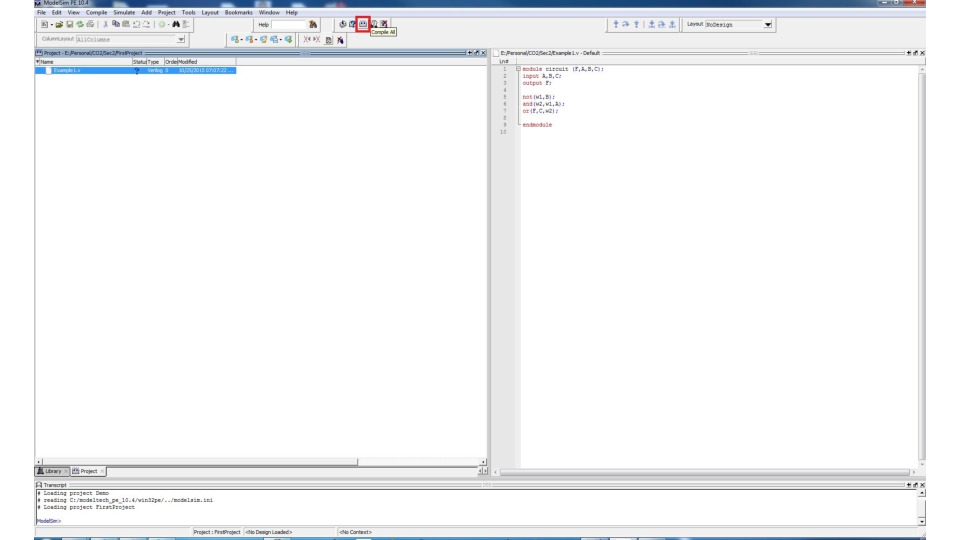 ModelSim PE 10.4
File Edit View Compile Simulate Add Project Tools Layout Bookmarks Window Help
Help
Layout NoDesign
Compile All
ColumnLayout AllColumns
Project - E:/Personal/CO2/Sec2/FirstProject
Name Status Type Order Modified
Example1.v ? Verilog 0 10/25/2015 07:07:22 ...
E:/Personal/CO2/Sec2/Example1.v - Default
Ln#
1 module circuit (F,A,B,C);
2 input A,B,C;
3 output F;
4
5 not(w1,B);
6 and(w2,w1,A);
7 or(F,C,w2);
8
9 endmodule
10
Library Project
Transcript
# Loading project Demo
# reading C:/modeltech_pe_10.4/win32pe/../modelsim.ini
# Loading project FirstProject
ModelSim>
Project : FirstProject <No Design Loaded> <No Context>